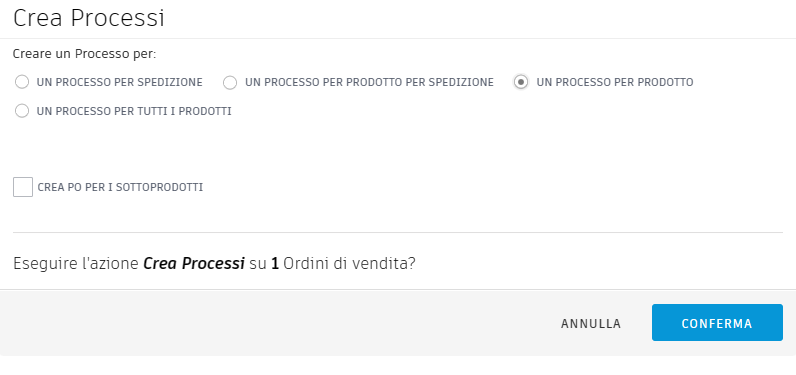 Crea Processi
Creare un Processo per:
UN PROCESSO PER SPEDIZIONE UN PROCESSO PER PRODOTTO PER SPEDIZIONE UN PROCESSO PER PRODOTTO
UN PROCESSO PER TUTTI I PRODOTTI
CREA PO PER I SOTTOPRODOTTI
Eseguire l'azione Crea Processi su 1 Ordini di vendita?
ANNULLA CONFERMA